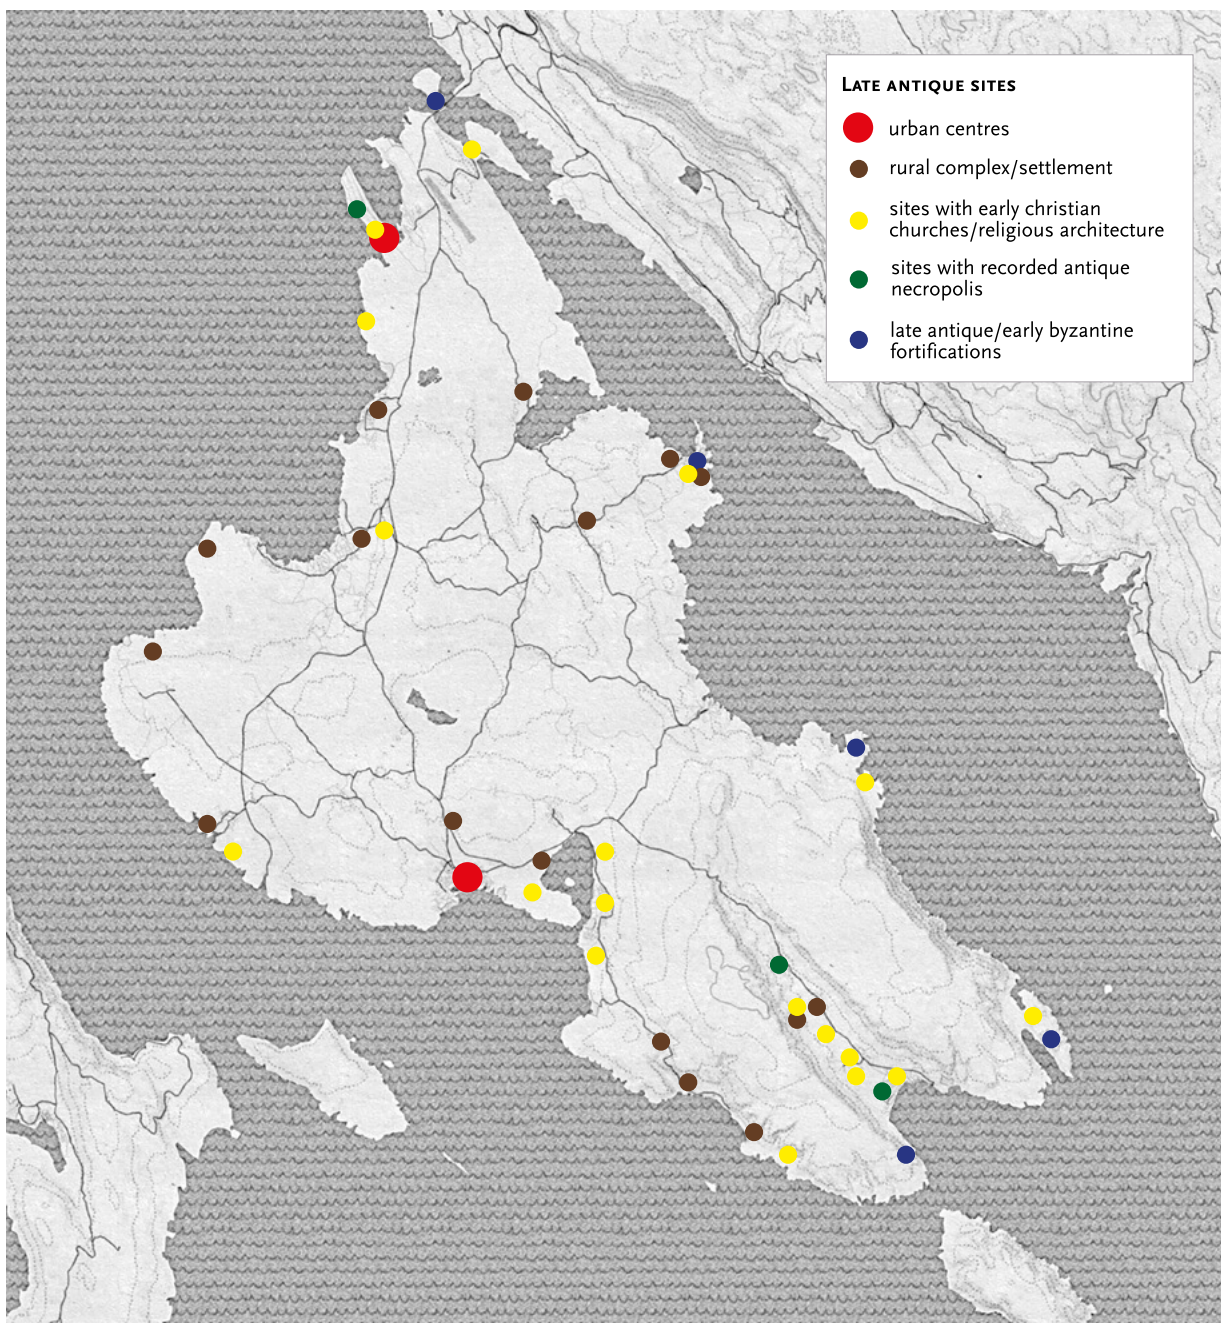 Late antique sites
urban centres
rural complex/settlement
sites with early christian
churches/religious architecture
sites with recorded antique
necropolis
late antique/early byzantine
fortifications